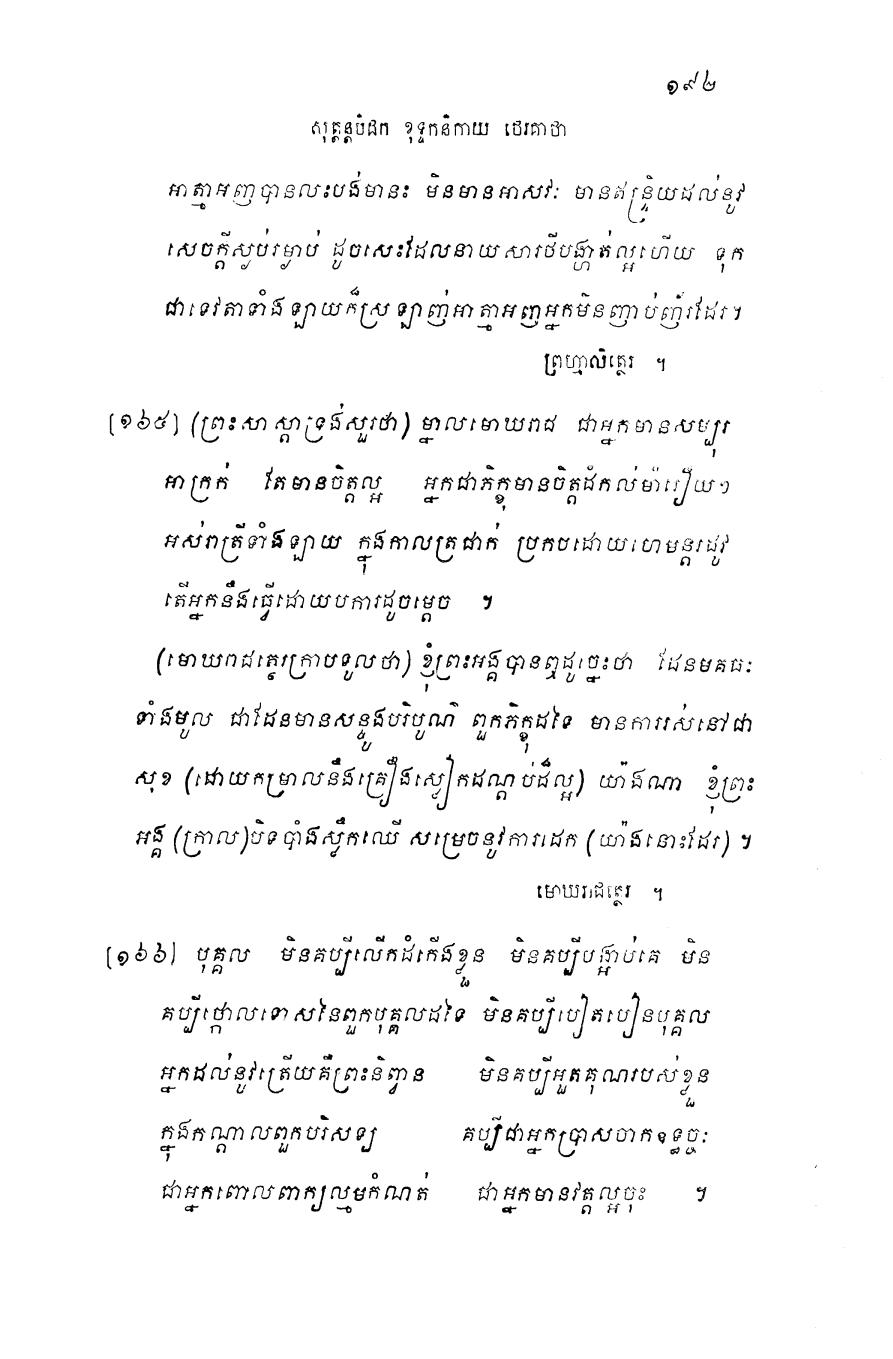 ១៩២
សុត្តន្តបិដក ខុទ្ទកនិកាយ ថេរគាថា
អាត្មាអញបានលះបង់មានះ មិនមានអាសវៈ មានឥន្ទ្រិយដល់នូវ
សេចក្តីស្ងប់រម្ងាប់ ដូចសេះដែលនាយសារថីបង្ហាត់ល្អហើយ ទុក
ជាទេវតាទាំងឡាយក៏ស្រឡាញ់អាត្មាអញអ្នកមិនញាប់ញ័រដែរ។
ព្រហ្មាលិត្ថេរ ។
[១៦៥] (ព្រះសាស្តាទ្រង់សួរថា) ម្នាលមោឃរាជ ជាអ្នកមានសម្បុរ
អាក្រក់ តែមានចិត្តល្អ អ្នកជាភិក្ខុមានចិត្តដំកល់មាំរឿយៗ
អស់រាត្រីទាំងឡាយ ក្នុងកាលត្រជាក់ ប្រកបដោយហេមន្តរដូវ
តើអ្នកនឹងធ្វើដោយបការដូចម្តេច ។
(មោឃរាជត្ថេរក្រាបទូលថា) ខ្ញុំព្រះអង្គបានឮដូច្នេះថា ដែនមគធៈ
ទាំងមូល ជាដែនមានសន្ទូងបរិបូណ៌ ពួកភិក្ខុដទៃ មានការរស់នៅជា
សុខ (ដោយកម្រាលនឹងគ្រឿងស្លៀកដណ្តប់ដ៏ល្អ) យ៉ាងណា ខ្ញុំព្រះ
អង្គ (ក្រាល)បិទបាំងស្លឹកឈើ សម្រេចនូវការដេក (យ៉ាងនោះដែរ) ។
មោឃរាជត្ថេរ ។
[១៦៦] បុគ្គល មិនគប្បីលើកដំកើងខ្លួន មិនគប្បីបង្អាប់គេ មិន
គប្បីថ្កោលទោសនៃពួកបុគ្គលដទៃ មិនគប្បីបៀតបៀនបុគ្គល
អ្នកដល់នូវត្រើយគឺព្រះនិព្វាន មិនគប្បីអួតគុណរបស់ខ្លួន
ក្នុងកណ្តាលពួកបរិសទ្យ គប្បីជាអ្នកប្រាសចាកឧទ្ធច្ចៈ
ជាអ្នកពោលពាក្យល្មមកំណត់ ជាអ្នកមានវត្តល្អចុះ ។